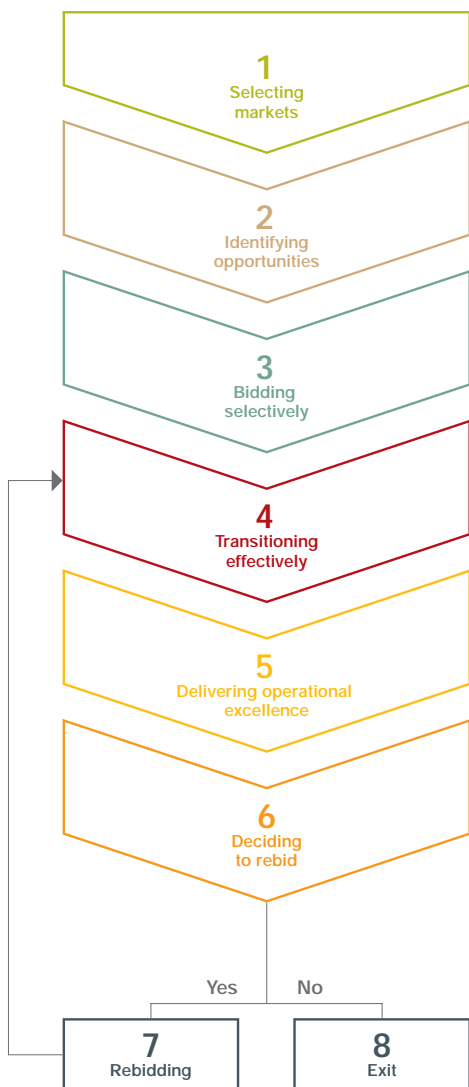 1
Selecting
markets
2
Identifying
opportunities
3
Bidding
selectively
4
Transitioning
effectively
5
Delivering operational
excellence
6
Deciding
to rebid
Yes
No
7
Rebidding
8
Exit